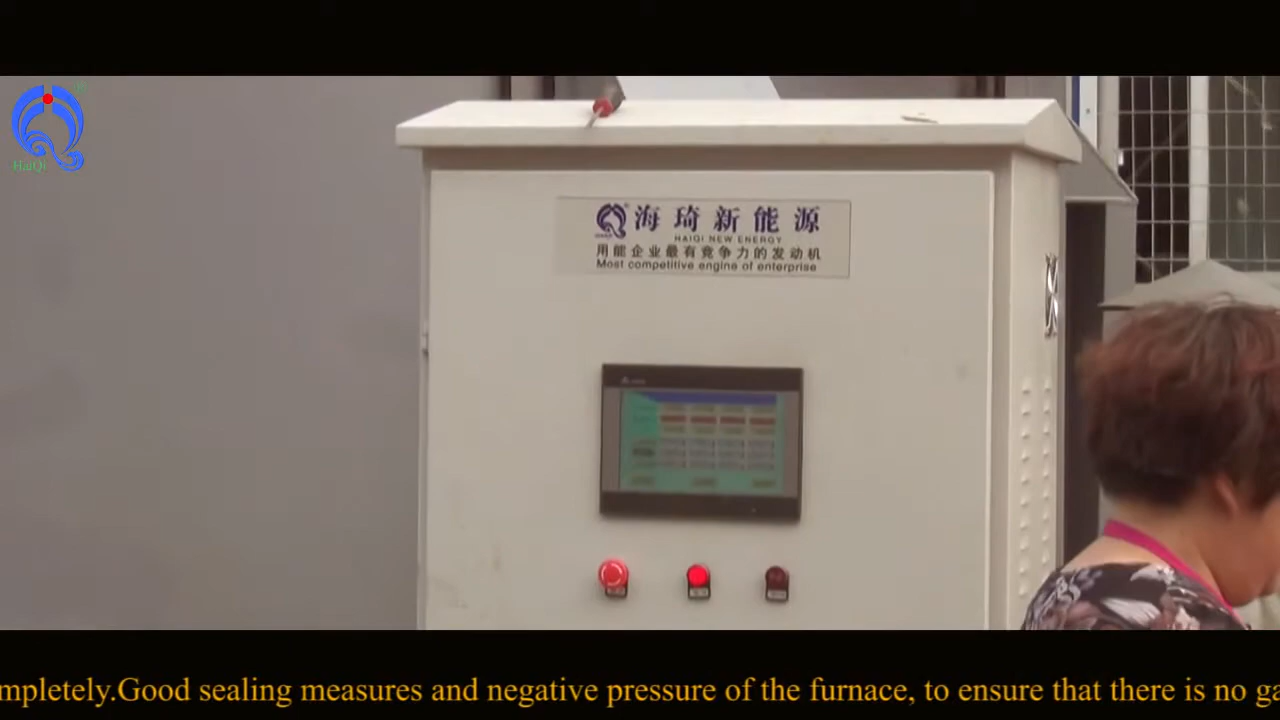 HaiQi
海琦新能源
HAIQI NEW ENERGY
用能企业最有竞争力的发动机
Most competitive engine of enterprise
mpletely.Good sealing measures and negative pressure of the furnace, to ensure that there is no ga